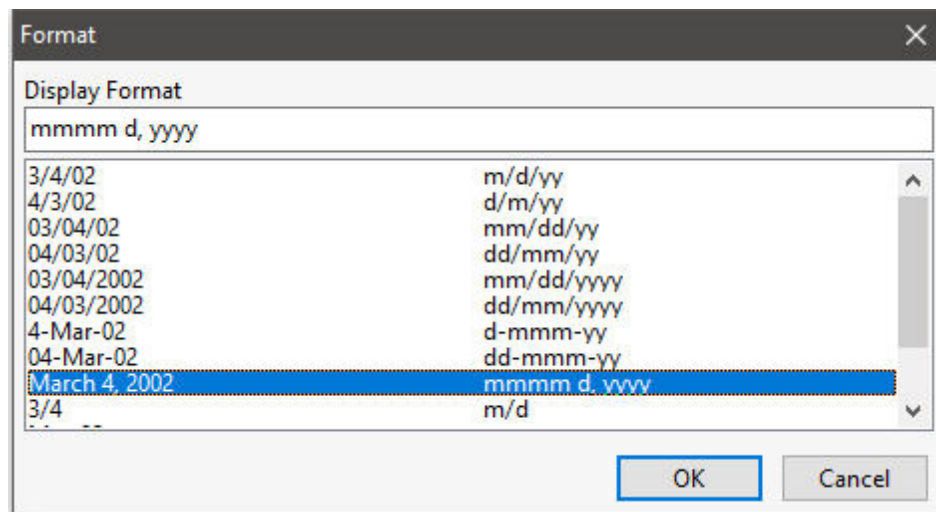 Format
Display Format
mmmm d, yyyy
3/4/02 m/d/yy
4/3/02 d/m/yy
03/04/02 mm/dd/yy
04/03/02 dd/mm/yy
03/04/2002 mm/dd/yyyy
04/03/2002 dd/mm/yyyy
4-Mar-02 d-mmm-yy
04-Mar-02 dd-mmm-yy
March 4, 2002 mmmm d, yyyy
3/4 m/d
OK Cancel